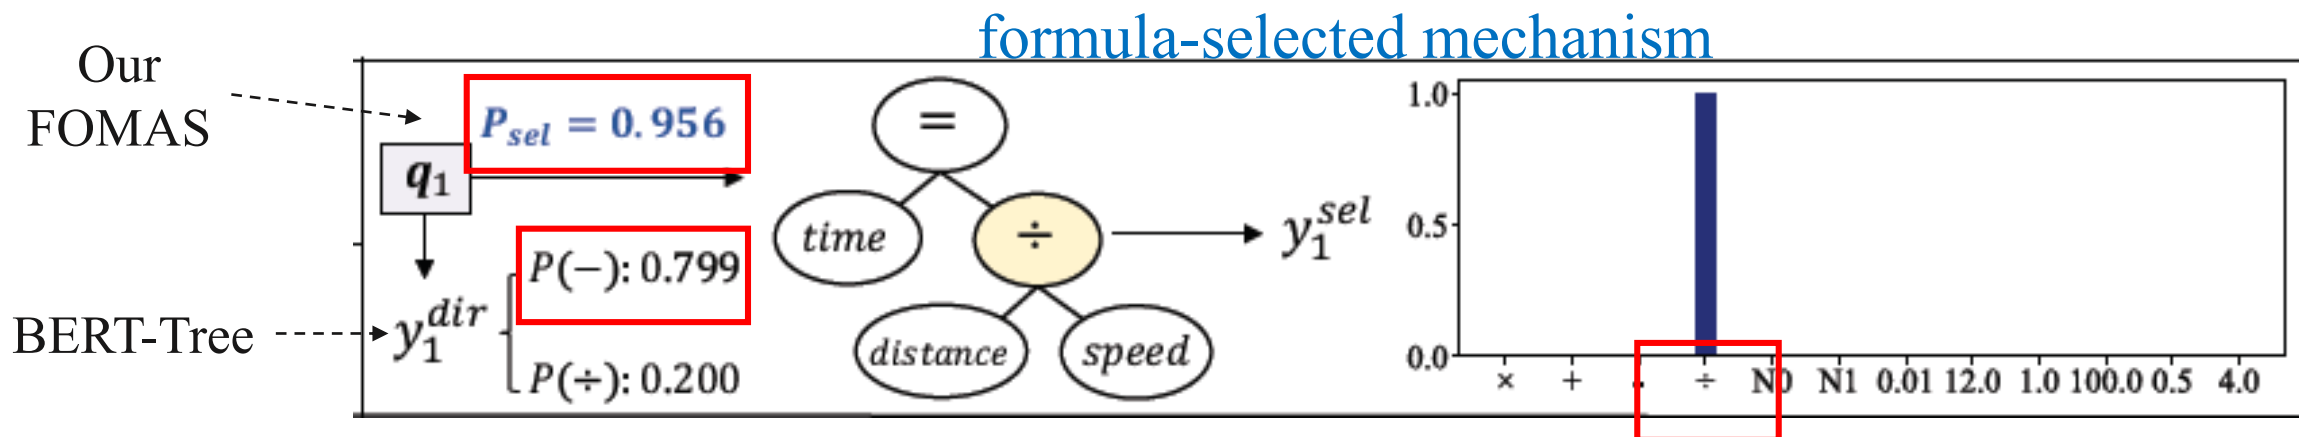 formula-selected mechanism
Our
FOMAS
P_sel = 0.956
q_1
y_1^dir
P(−): 0.799
P(÷): 0.200
BERT-Tree
=
time
÷
distance
speed
y_1^sel
1.0
0.5
0.0
× + - ÷ N0 N1 0.01 12.0 1.0 100.0 0.5 4.0